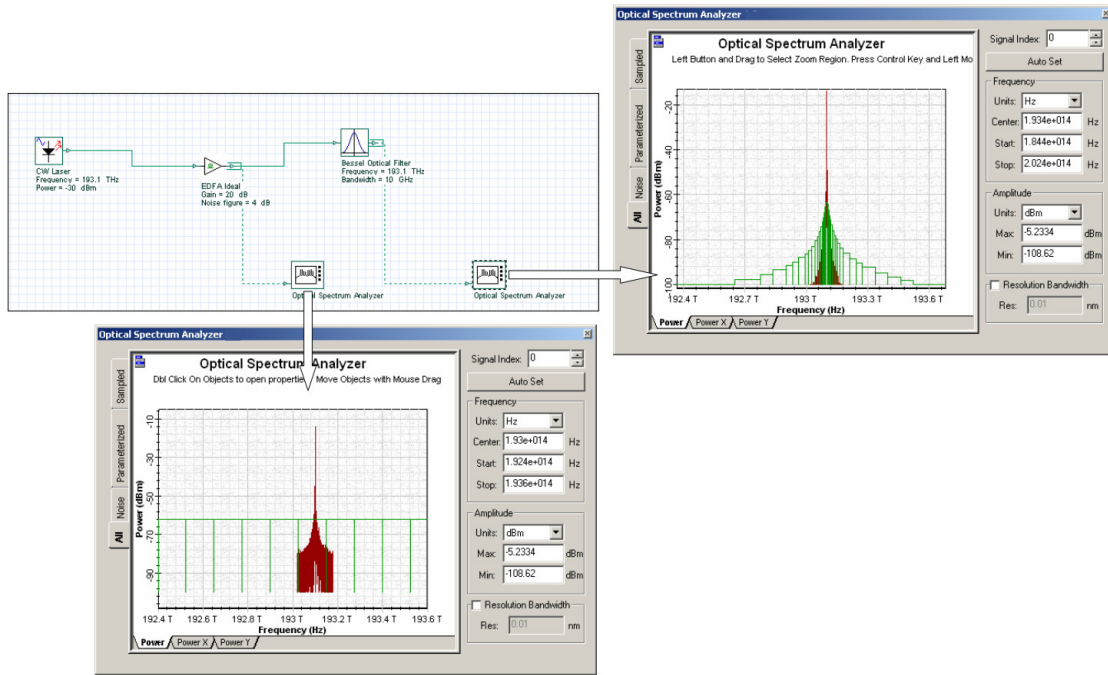 Optical Spectrum Analyzer
Optical Spectrum Analyzer
Left Button and Drag to Select Zoom Region. Press Control Key and Left Mo
Sampled
Parameterized
Noise
All
Power (dBm)
-20
-40
-60
-80
-100
192.4 T
192.7 T
193 T
193.3 T
193.6 T
Frequency (Hz)
Power
Power X
Power Y
Signal Index: 0
Auto Set
Frequency
Units: Hz
Center: 1.934e+014 Hz
Start: 1.844e+014 Hz
Stop: 2.024e+014 Hz
Amplitude
Units: dBm
Max: -5.2334 dBm
Min: -108.62 dBm
Resolution Bandwidth
Res: 0.01 nm
CW Laser
Frequency = 193.1 THz
Power = -30 dBm
EDFA Ideal
Gain = 20 dB
Noise figure = 4 dB
Bessel Optical Filter
Frequency = 193.1 THz
Bandwidth = 10 GHz
Optical Spectrum Analyzer
Optical Spectrum Analyzer
Optical Spectrum Analyzer
Optical Spectrum Analyzer
Dbl Click On Objects to open properti Move Objects with Mouse Drag
Sampled
Parameterized
Noise
All
Power (dBm)
-10
-30
-50
-70
-90
192.4 T
192.6 T
192.8 T
193 T
193.2 T
193.4 T
193.6 T
Frequency (Hz)
Power
Power X
Power Y
Signal Index: 0
Auto Set
Frequency
Units: Hz
Center: 1.93e+014 Hz
Start: 1.924e+014 Hz
Stop: 1.936e+014 Hz
Amplitude
Units: dBm
Max: -5.2334 dBm
Min: -108.62 dBm
Resolution Bandwidth
Res: 0.01 nm